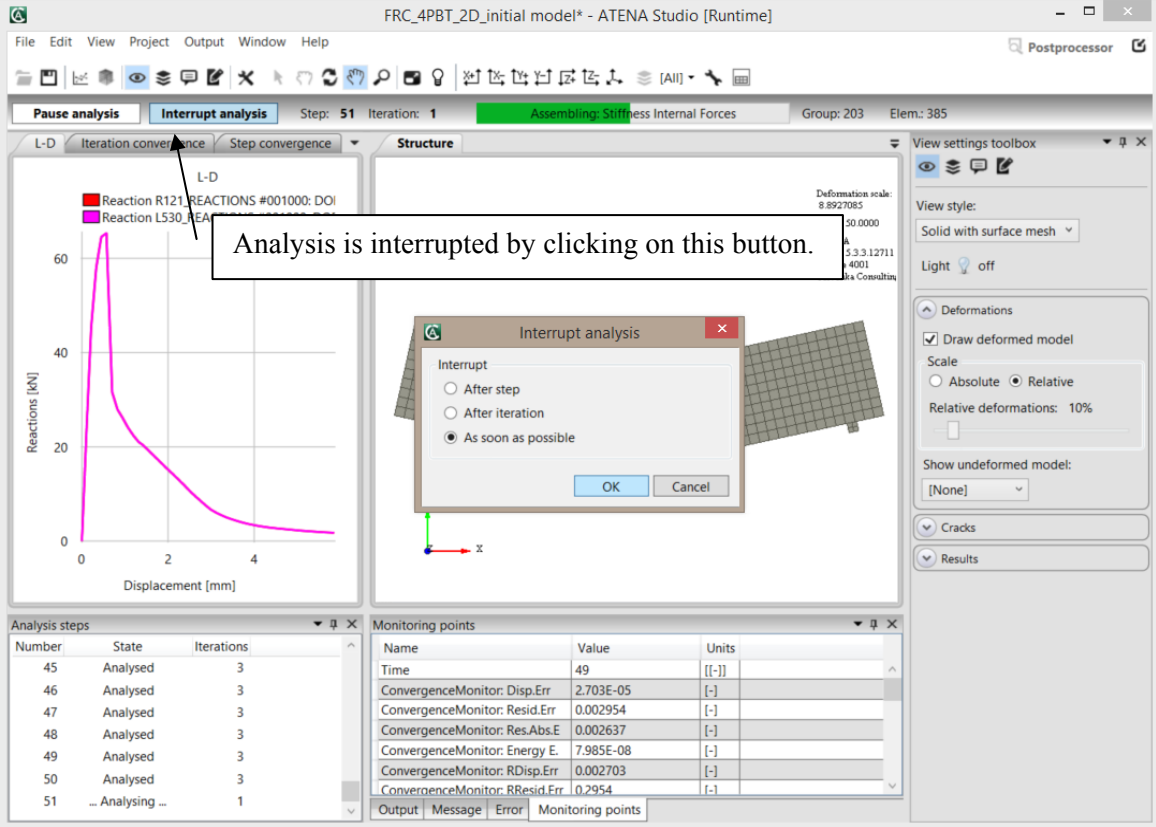 FRC_4PBT_2D_initial model* - ATENA Studio [Runtime]
File Edit View Project Output Window Help
Postprocessor
[All]
Pause analysis Interrupt analysis Step: 51 Iteration: 1 Assembling: Stiffness Internal Forces Group: 203 Elem.: 385
L-D Iteration convergence Step convergence
Structure
View settings toolbox
L-D
Reaction R121_REACTIONS #001000: DOI
Reaction L530_REA
Deformation scale:
8.8927085
50.0000
5.3.3.12711
4001
ka Consulting
Analysis is interrupted by clicking on this button.
View style:
Solid with surface mesh
Light off
Deformations
Draw deformed model
Scale
Absolute Relative
Relative deformations: 10%
Show undeformed model:
[None]
Cracks
Results
Interrupt analysis
Interrupt
After step
After iteration
As soon as possible
OK Cancel
Reactions [kN]
60
40
20
0
0 2 4
Displacement [mm]
X
Analysis steps
Number State Iterations
45 Analysed 3
46 Analysed 3
47 Analysed 3
48 Analysed 3
49 Analysed 3
50 Analysed 3
51 ... Analysing ... 1
Monitoring points
Name Value Units
Time 49 [[-]]
ConvergenceMonitor: Disp.Err 2.703E-05 [-]
ConvergenceMonitor: Resid.Err 0.002954 [-]
ConvergenceMonitor: Res.Abs.E 0.002637 [-]
ConvergenceMonitor: Energy E. 7.985E-08 [-]
ConvergenceMonitor: RDisp.Err 0.002703 [-]
ConvergenceMonitor: RResid.Err 0.2954 [-]
Output Message Error Monitoring points